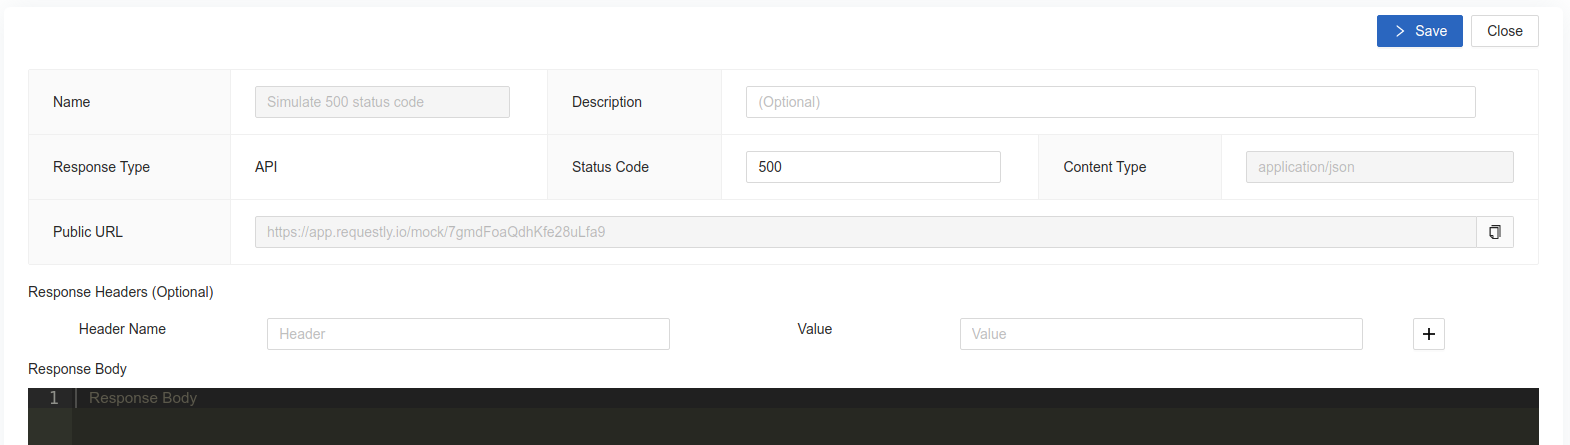 Save Close
Name Simulate 500 status code Description (Optional)
Response Type API Status Code 500 Content Type application/json
Public URL https://app.requestly.io/mock/7gmdFoaQdhKfe28uLfa9
Response Headers (Optional)
Header Name Header Value Value
Response Body
1 Response Body